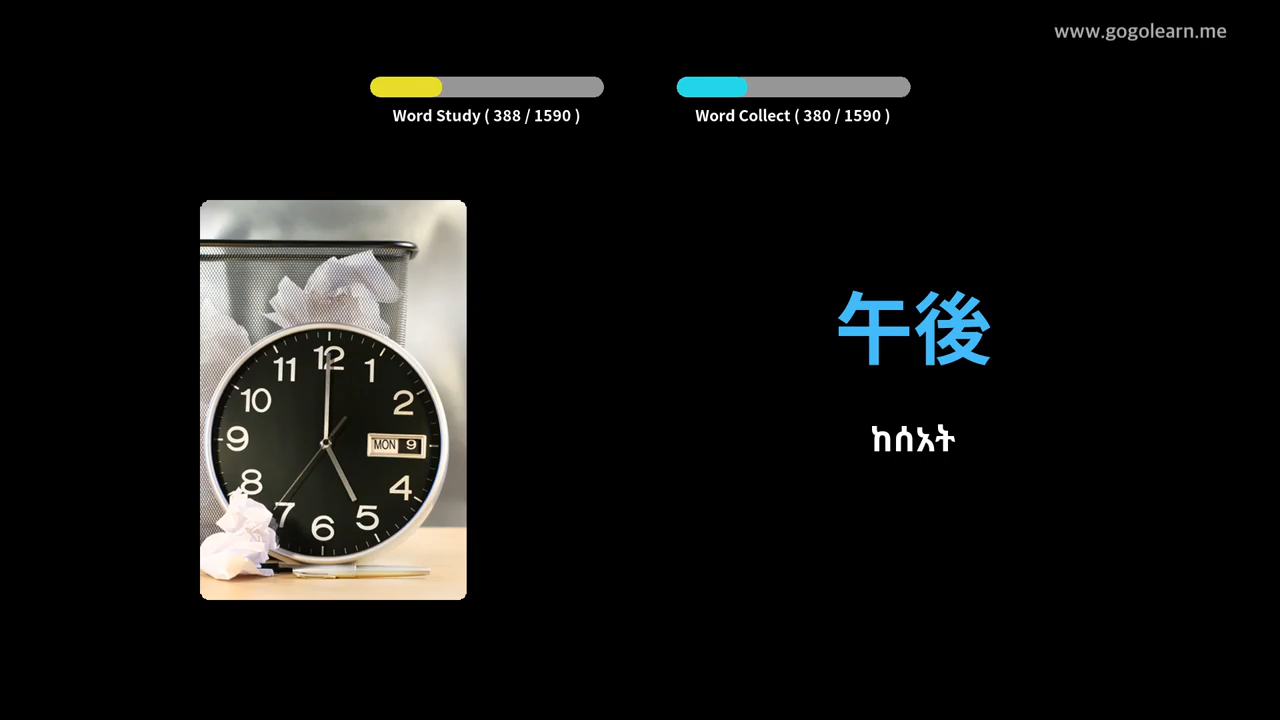 www.gogolearn.me
Word Study ( 388 / 1590 )
Word Collect ( 380 / 1590 )
12
11
1
10
2
9
MON 9
8
4
7
5
6
午後
ከሰአት